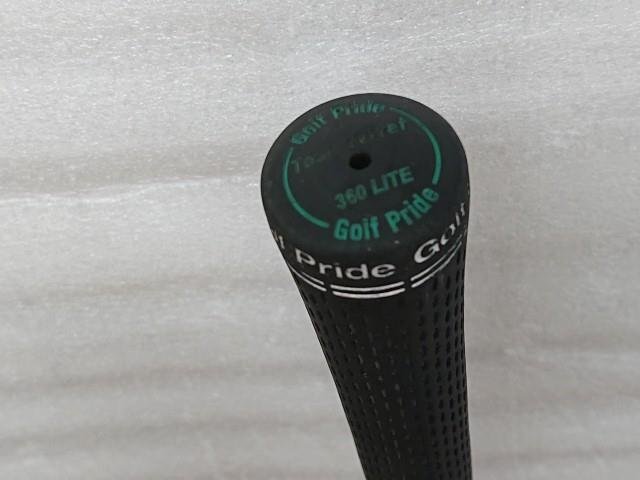 Golf Pride
Tour Velvet
360 LITE
Golf Pride
Pride Golf